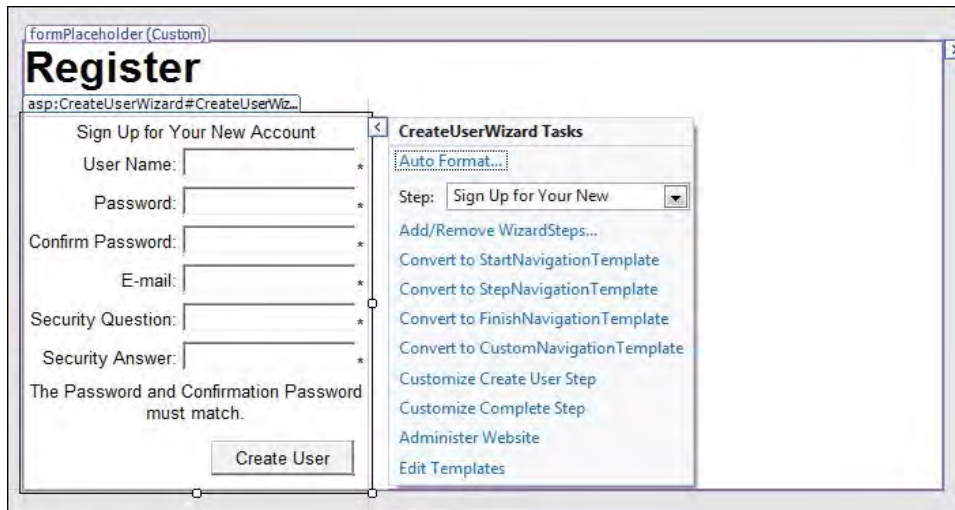 formPlaceholder (Custom)
Register
asp:CreateUserWizard#CreateUserWiz...
Sign Up for Your New Account
User Name: *
Password: *
Confirm Password: *
E-mail: *
Security Question: *
Security Answer: *
The Password and Confirmation Password
must match.
Create User
CreateUserWizard Tasks
Auto Format...
Step: Sign Up for Your New
Add/Remove WizardSteps...
Convert to StartNavigationTemplate
Convert to StepNavigationTemplate
Convert to FinishNavigationTemplate
Convert to CustomNavigationTemplate
Customize Create User Step
Customize Complete Step
Administer Website
Edit Templates